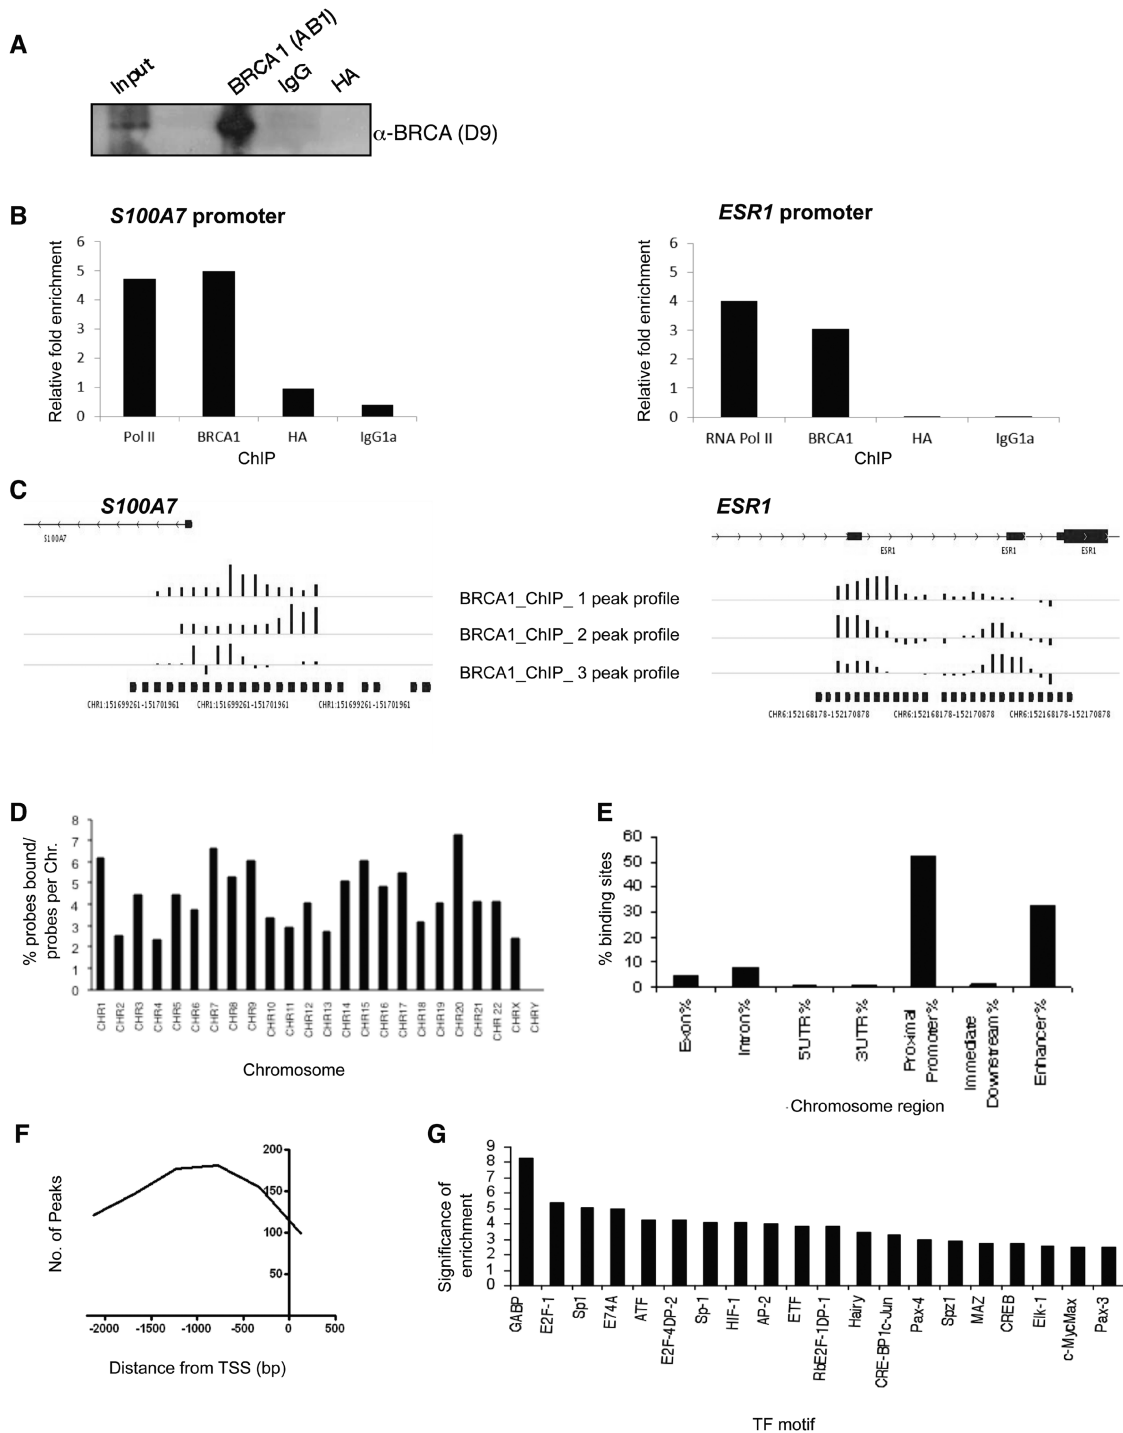 A
Input
BRCA1 (AB1)
IgG
HA
α-BRCA (D9)
B
S100A7 promoter
Relative fold enrichment
6
5
4
3
2
1
0
Pol II
BRCA1
HA
IgG1a
ChIP
ESR1 promoter
Relative fold enrichment
6
5
4
3
2
1
0
RNA Pol II
BRCA1
HA
IgG1a
ChIP
C
S100A7
S100A7
ESR1
ESR1
ESR1
ESR1
BRCA1_ChIP_ 1 peak profile
BRCA1_ChIP_ 2 peak profile
BRCA1_ChIP_ 3 peak profile
CHR1:151699261-151701961
CHR1:151699261-151701961
CHR1:151699261-151701961
CHR6:152168178-152170878
CHR6:152168178-152170878
CHR6:152168178-152170878
D
% probes bound/
probes per Chr.
8
7
6
5
4
3
2
1
0
CHR1
CHR2
CHR3
CHR4
CHR5
CHR6
CHR7
CHR8
CHR9
CHR10
CHR11
CHR12
CHR13
CHR14
CHR15
CHR16
CHR17
CHR18
CHR19
CHR20
CHR21
CHR 22
CHRX
CHRY
Chromosome
E
% binding sites
60
50
40
30
20
10
0
Exon%
Intron%
5'UTR%
3'UTR%
Proximal
Promoter%
Immediate
Downstream%
Enhancer%
Chromosome region
F
No. of Peaks
200
150
100
50
-2000
-1500
-1000
-500
0
500
Distance from TSS (bp)
G
Significance of
enrichment
9
8
7
6
5
4
3
2
1
0
GABP
E2F-1
Sp1
E74A
ATF
E2F-4DP-2
Sp-1
HIF-1
AP-2
ETF
RbE2F-1DP-1
Hairy
CRE-BP1c-Jun
Pax-4
Spz1
MAZ
CREB
Elk-1
c-MycMax
Pax-3
TF motif